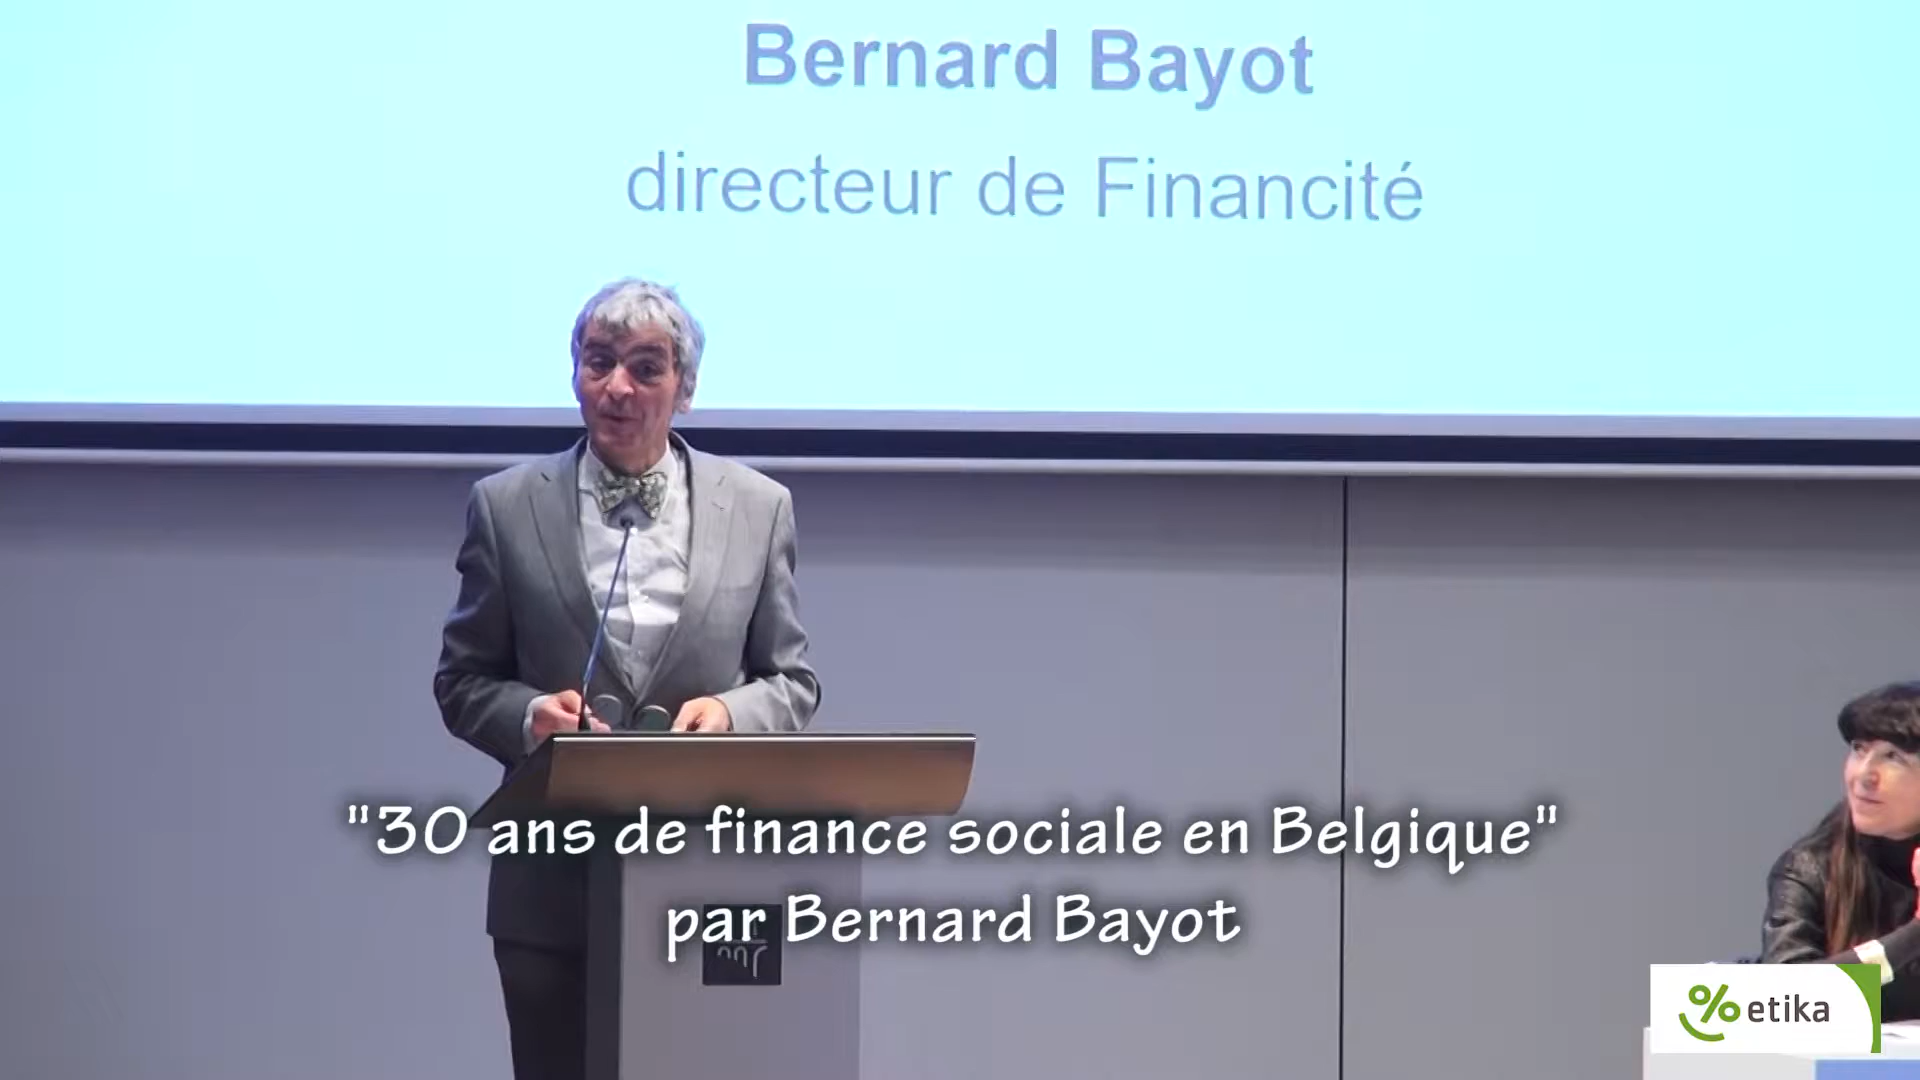 Bernard Bayot
directeur de Financité
"30 ans de finance sociale en Belgique"
par Bernard Bayot
% etika